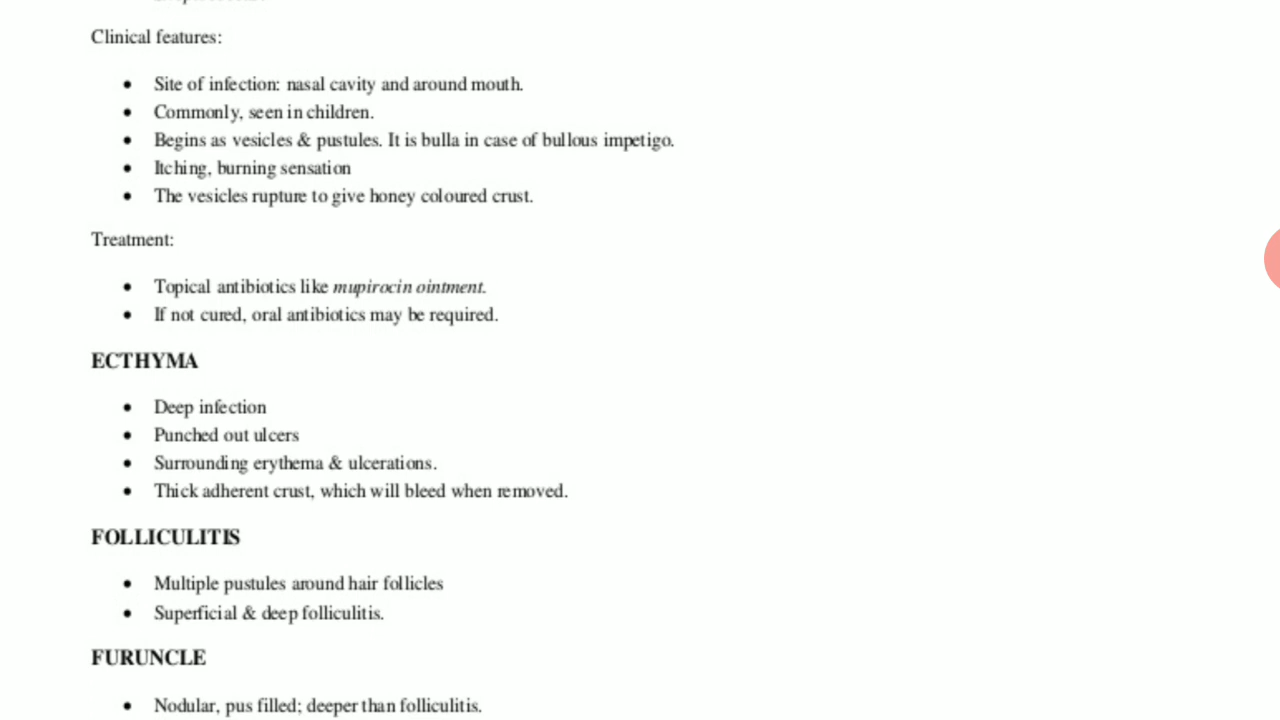 Clinical features:
• Site of infection: nasal cavity and around mouth.
• Commonly, seen in children.
• Begins as vesicles & pustules. It is bulla in case of bullous impetigo.
• Itching, burning sensation
• The vesicles rupture to give honey coloured crust.
Treatment:
• Topical antibiotics like mupirocin ointment.
• If not cured, oral antibiotics may be required.
ECTHYMA
• Deep infection
• Punched out ulcers
• Surrounding erythema & ulcerations.
• Thick adherent crust, which will bleed when removed.
FOLLICULITIS
• Multiple pustules around hair follicles
• Superficial & deep folliculitis.
FURUNCLE
• Nodular, pus filled; deeper than folliculitis.